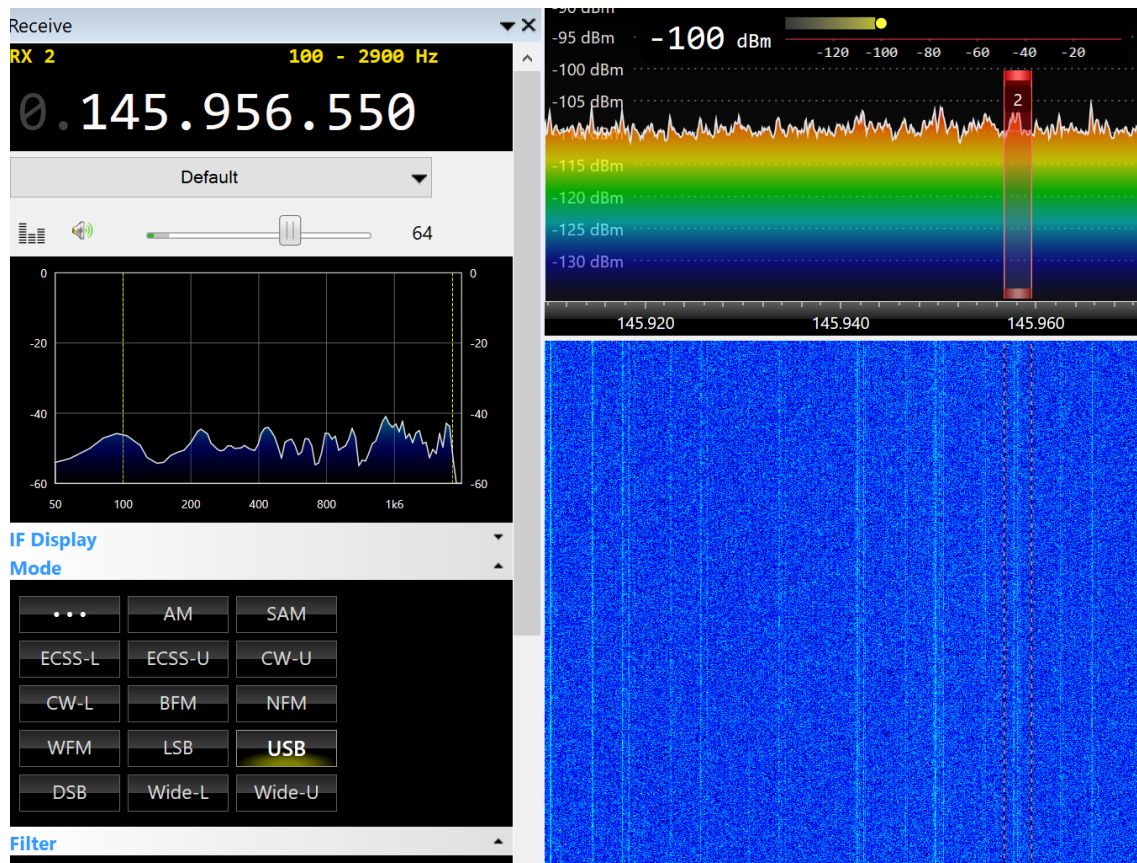 Receive
RX 2 100 - 2900 Hz
0.145.956.550
Default
64
0 0
-20 -20
-40 -40
-60 -60
50 100 200 400 800 1k6
IF Display
Mode
••• AM SAM
ECSS-L ECSS-U CW-U
CW-L BFM NFM
WFM LSB USB
DSB Wide-L Wide-U
Filter
-90 dBm
-95 dBm
-100 dBm
-120 -100 -80 -60 -40 -20
-100 dBm
-105 dBm
2
-115 dBm
-120 dBm
-125 dBm
-130 dBm
145.920 145.940 145.960